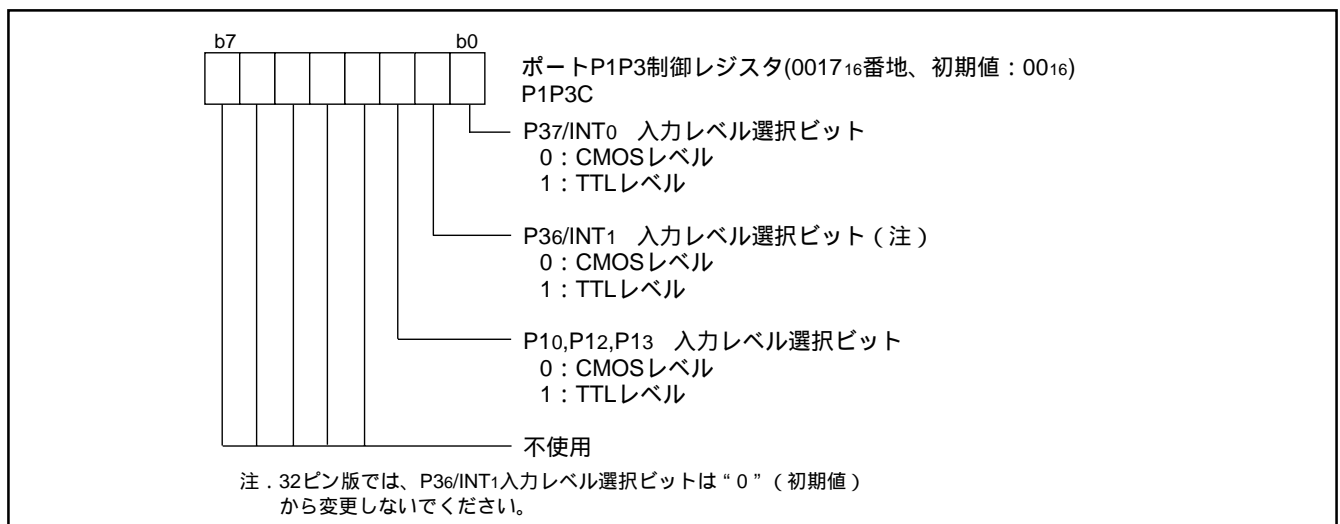 b7 b0
ポートP1P3制御レジスタ(001716番地、初期値：0016)
P1P3C
P37/INT0 入力レベル選択ビット
0：CMOSレベル
1：TTLレベル
P36/INT1 入力レベル選択ビット（注）
0：CMOSレベル
1：TTLレベル
P10,P12,P13 入力レベル選択ビット
0：CMOSレベル
1：TTLレベル
不使用
注．32ピン版では、P36/INT1入力レベル選択ビットは“0”（初期値）
から変更しないでください。